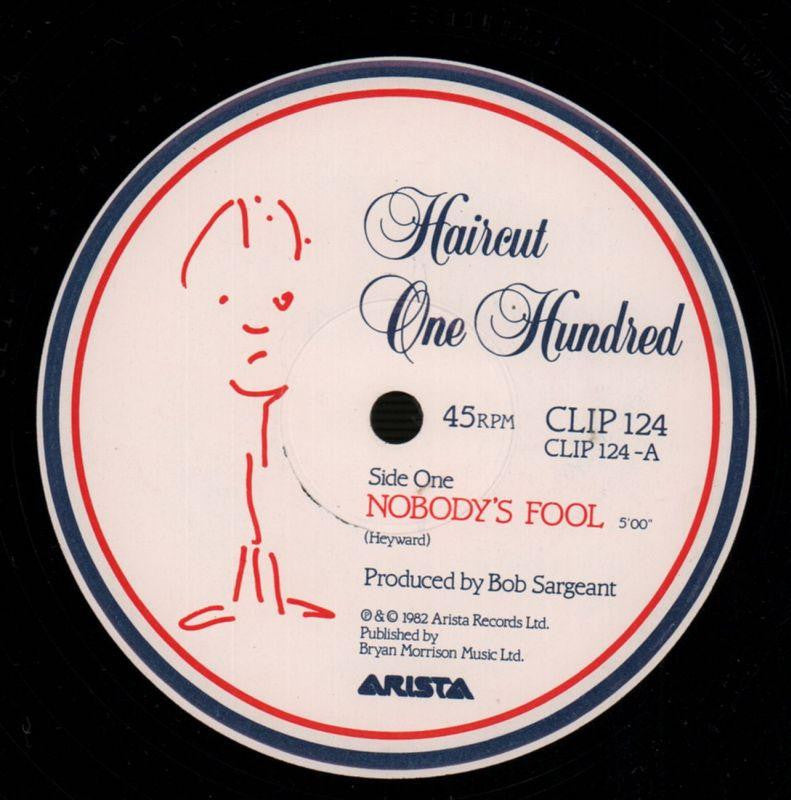 Haircut
One Hundred
45RPM
CLIP 124
CLIP 124-A
Side One
NOBODY'S FOOL 5'00"
(Heyward)
Produced by Bob Sargeant
℗ & © 1982 Arista Records Ltd.
Published by
Bryan Morrison Music Ltd.
ARISTA